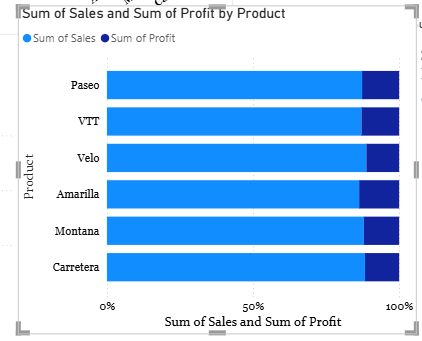 Sum of Sales and Sum of Profit by Product
Sum of Sales Sum of Profit
Product
Paseo
VTT
Velo
Amarilla
Montana
Carretera
0% 50% 100%
Sum of Sales and Sum of Profit